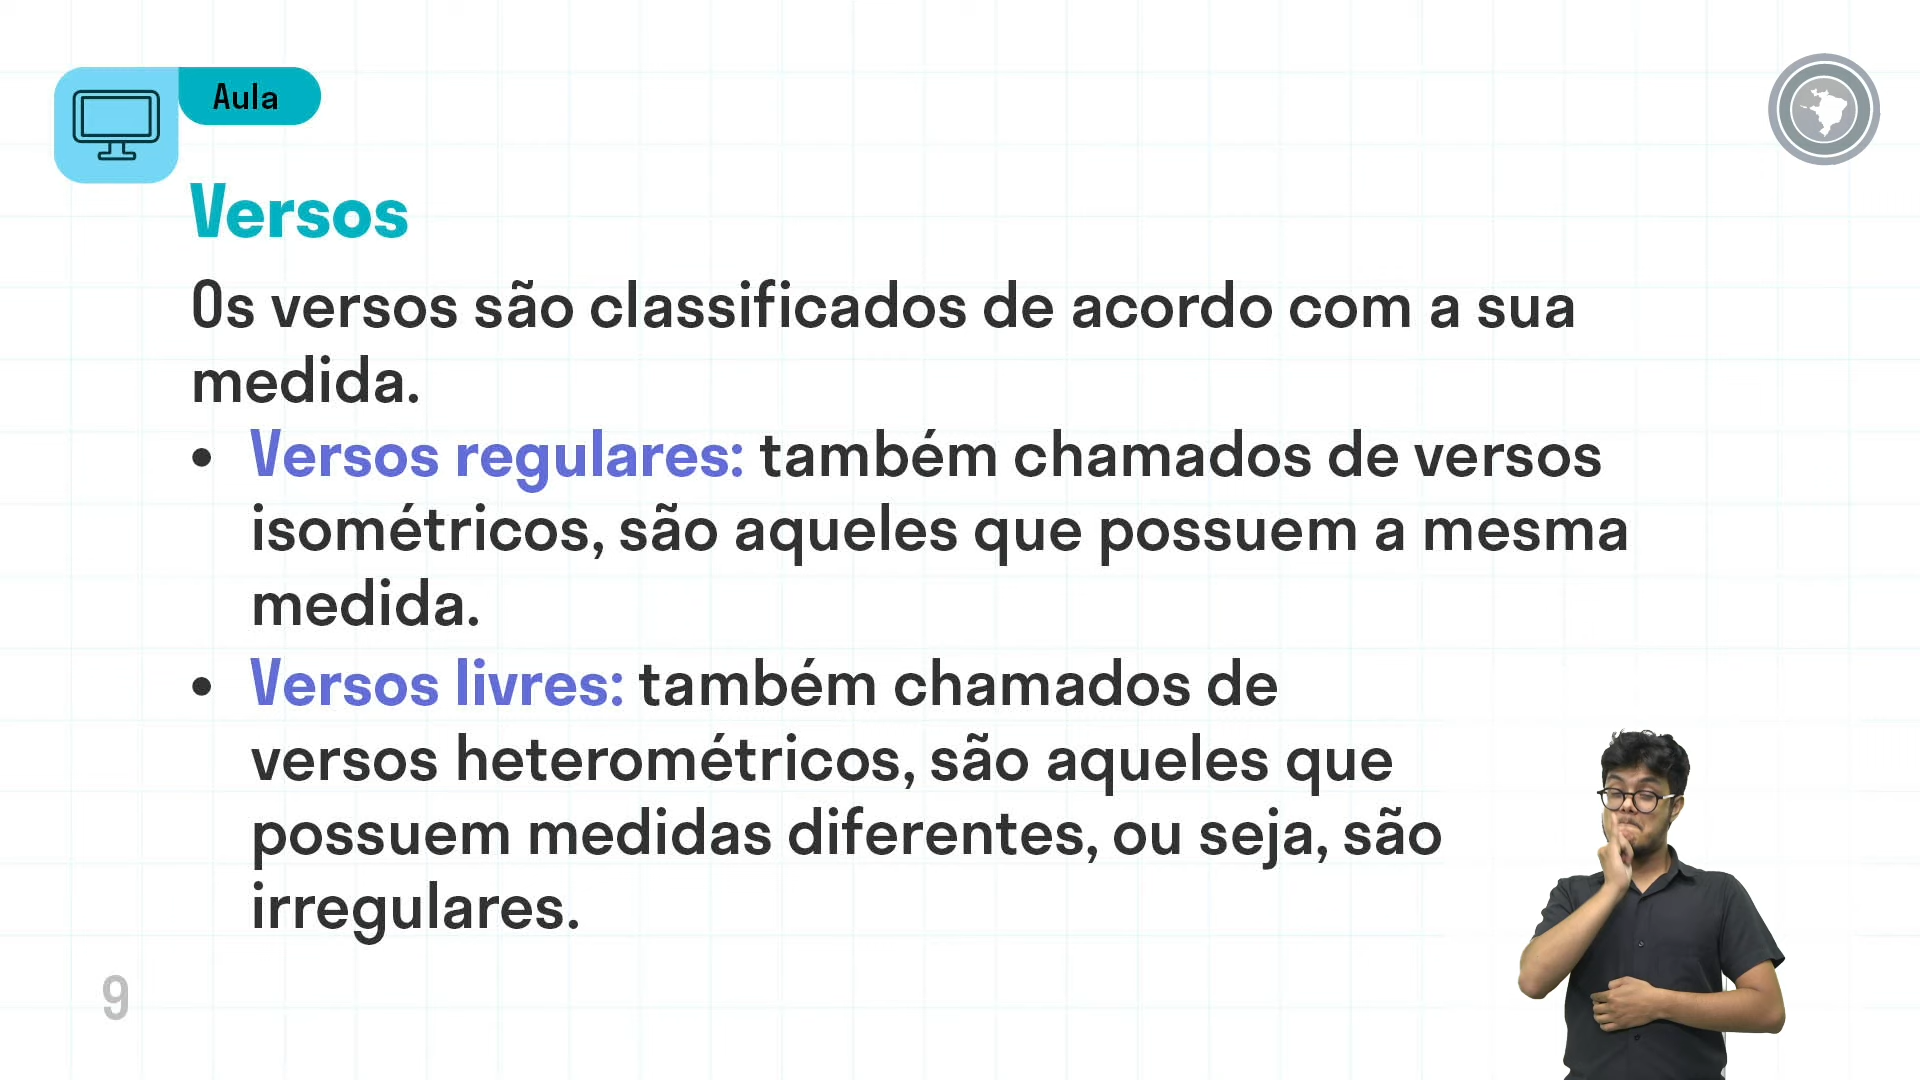 Aula
Versos
Os versos são classificados de acordo com a sua
medida.
• Versos regulares: também chamados de versos
isométricos, são aqueles que possuem a mesma
medida.
• Versos livres: também chamados de
versos heterométricos, são aqueles que
possuem medidas diferentes, ou seja, são
irregulares.
9